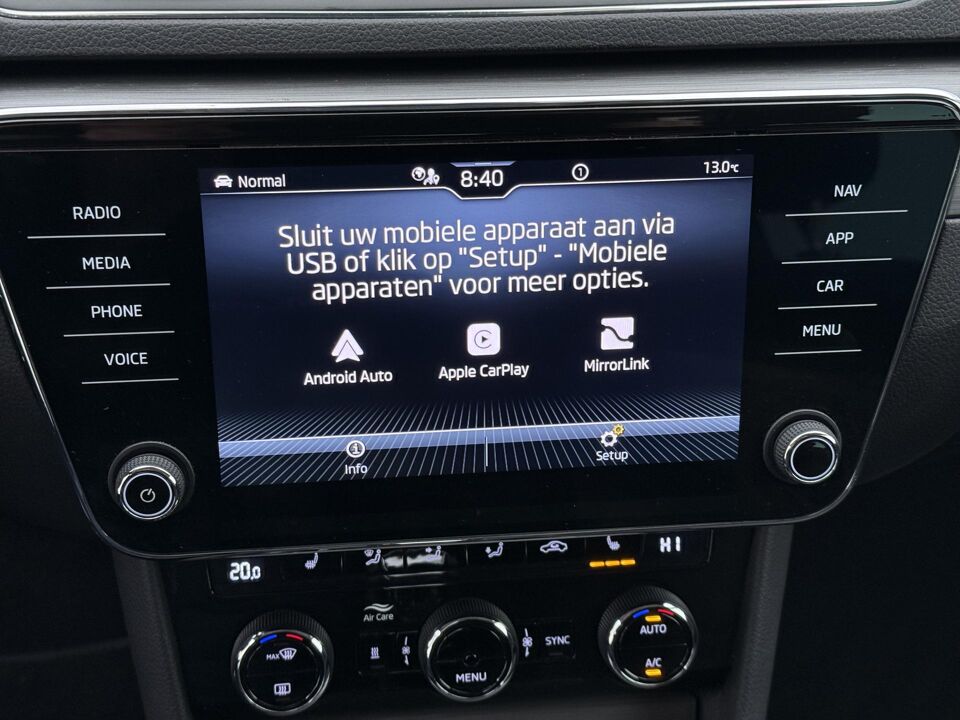 Normal 8:40 1 13.0°C
RADIO
MEDIA
PHONE
VOICE
Sluit uw mobiele apparaat aan via
USB of klik op "Setup" - "Mobiele
apparaten" voor meer opties.
Android Auto Apple CarPlay MirrorLink
Info Setup
NAV
APP
CAR
MENU
20.0 HI
Air Care
MAX MENU SYNC AUTO
A/C